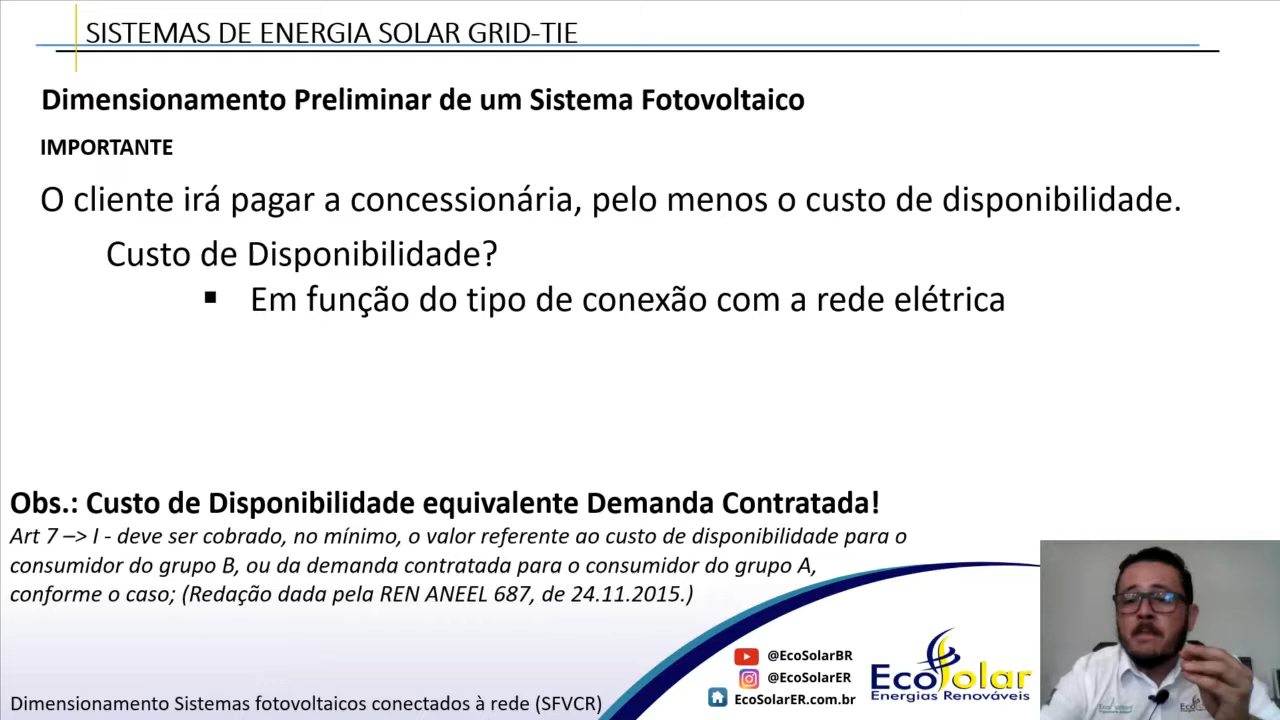 SISTEMAS DE ENERGIA SOLAR GRID-TIE
Dimensionamento Preliminar de um Sistema Fotovoltaico
IMPORTANTE
O cliente irá pagar a concessionária, pelo menos o custo de disponibilidade.
Custo de Disponibilidade?
▪ Em função do tipo de conexão com a rede elétrica
Obs.: Custo de Disponibilidade equivalente Demanda Contratada!
Art 7 –> I - deve ser cobrado, no mínimo, o valor referente ao custo de disponibilidade para o
consumidor do grupo B, ou da demanda contratada para o consumidor do grupo A,
conforme o caso; (Redação dada pela REN ANEEL 687, de 24.11.2015.)
@EcoSolarBR
@EcoSolarER
EcoSolarER.com.br
EcoSolar
Energias Renováveis
Dimensionamento Sistemas Fotovoltaicos conectados à rede (SFVCR)